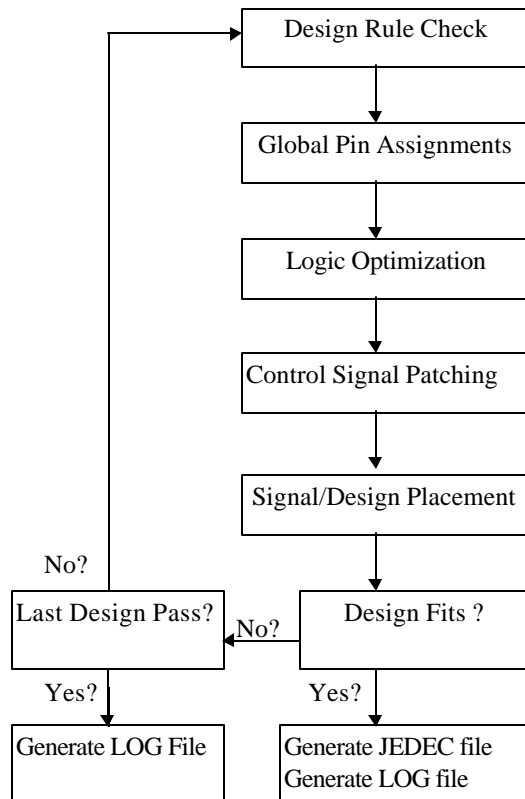 Design Rule Check
Global Pin Assignments
Logic Optimization
Control Signal Patching
Signal/Design Placement
No?
Last Design Pass?
No?
Design Fits ?
Yes?
Yes?
Generate LOG File
Generate JEDEC file
Generate LOG file